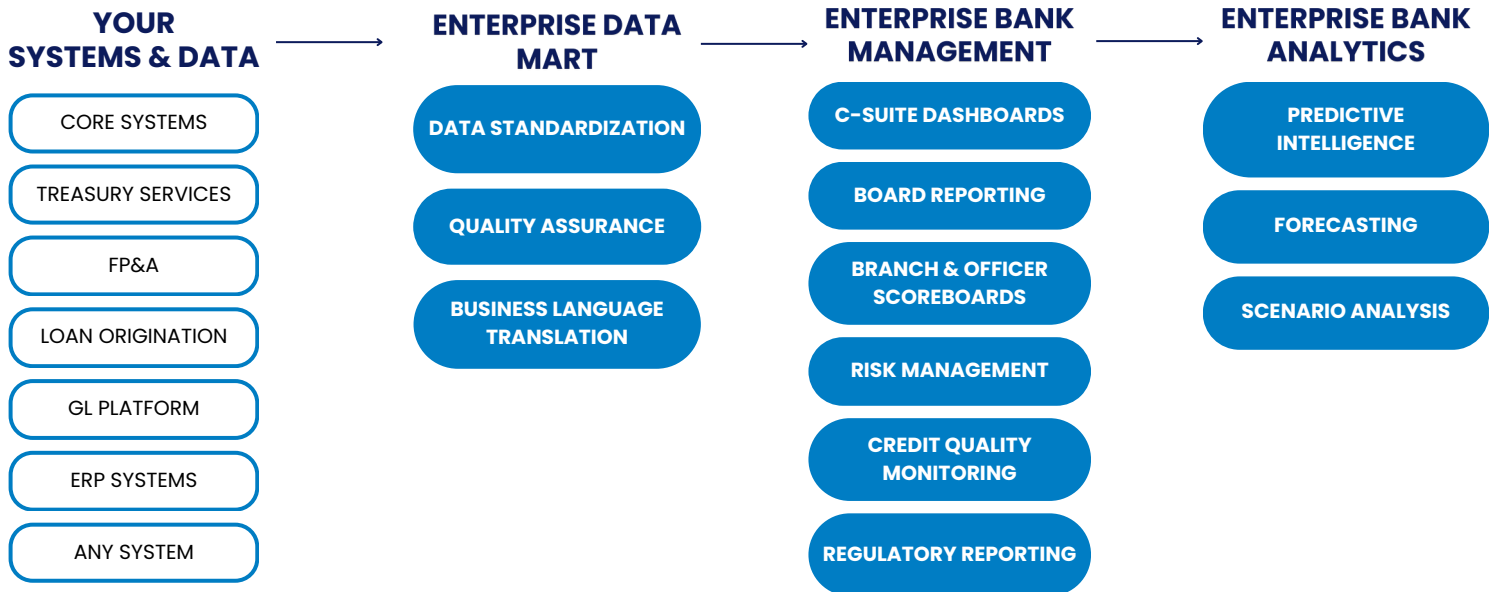 YOUR
SYSTEMS & DATA
CORE SYSTEMS
TREASURY SERVICES
FP&A
LOAN ORIGINATION
GL PLATFORM
ERP SYSTEMS
ANY SYSTEM
ENTERPRISE DATA
MART
DATA STANDARDIZATION
QUALITY ASSURANCE
BUSINESS LANGUAGE
TRANSLATION
ENTERPRISE BANK
MANAGEMENT
C-SUITE DASHBOARDS
BOARD REPORTING
BRANCH & OFFICER
SCOREBOARDS
RISK MANAGEMENT
CREDIT QUALITY
MONITORING
REGULATORY REPORTING
ENTERPRISE BANK
ANALYTICS
PREDICTIVE
INTELLIGENCE
FORECASTING
SCENARIO ANALYSIS